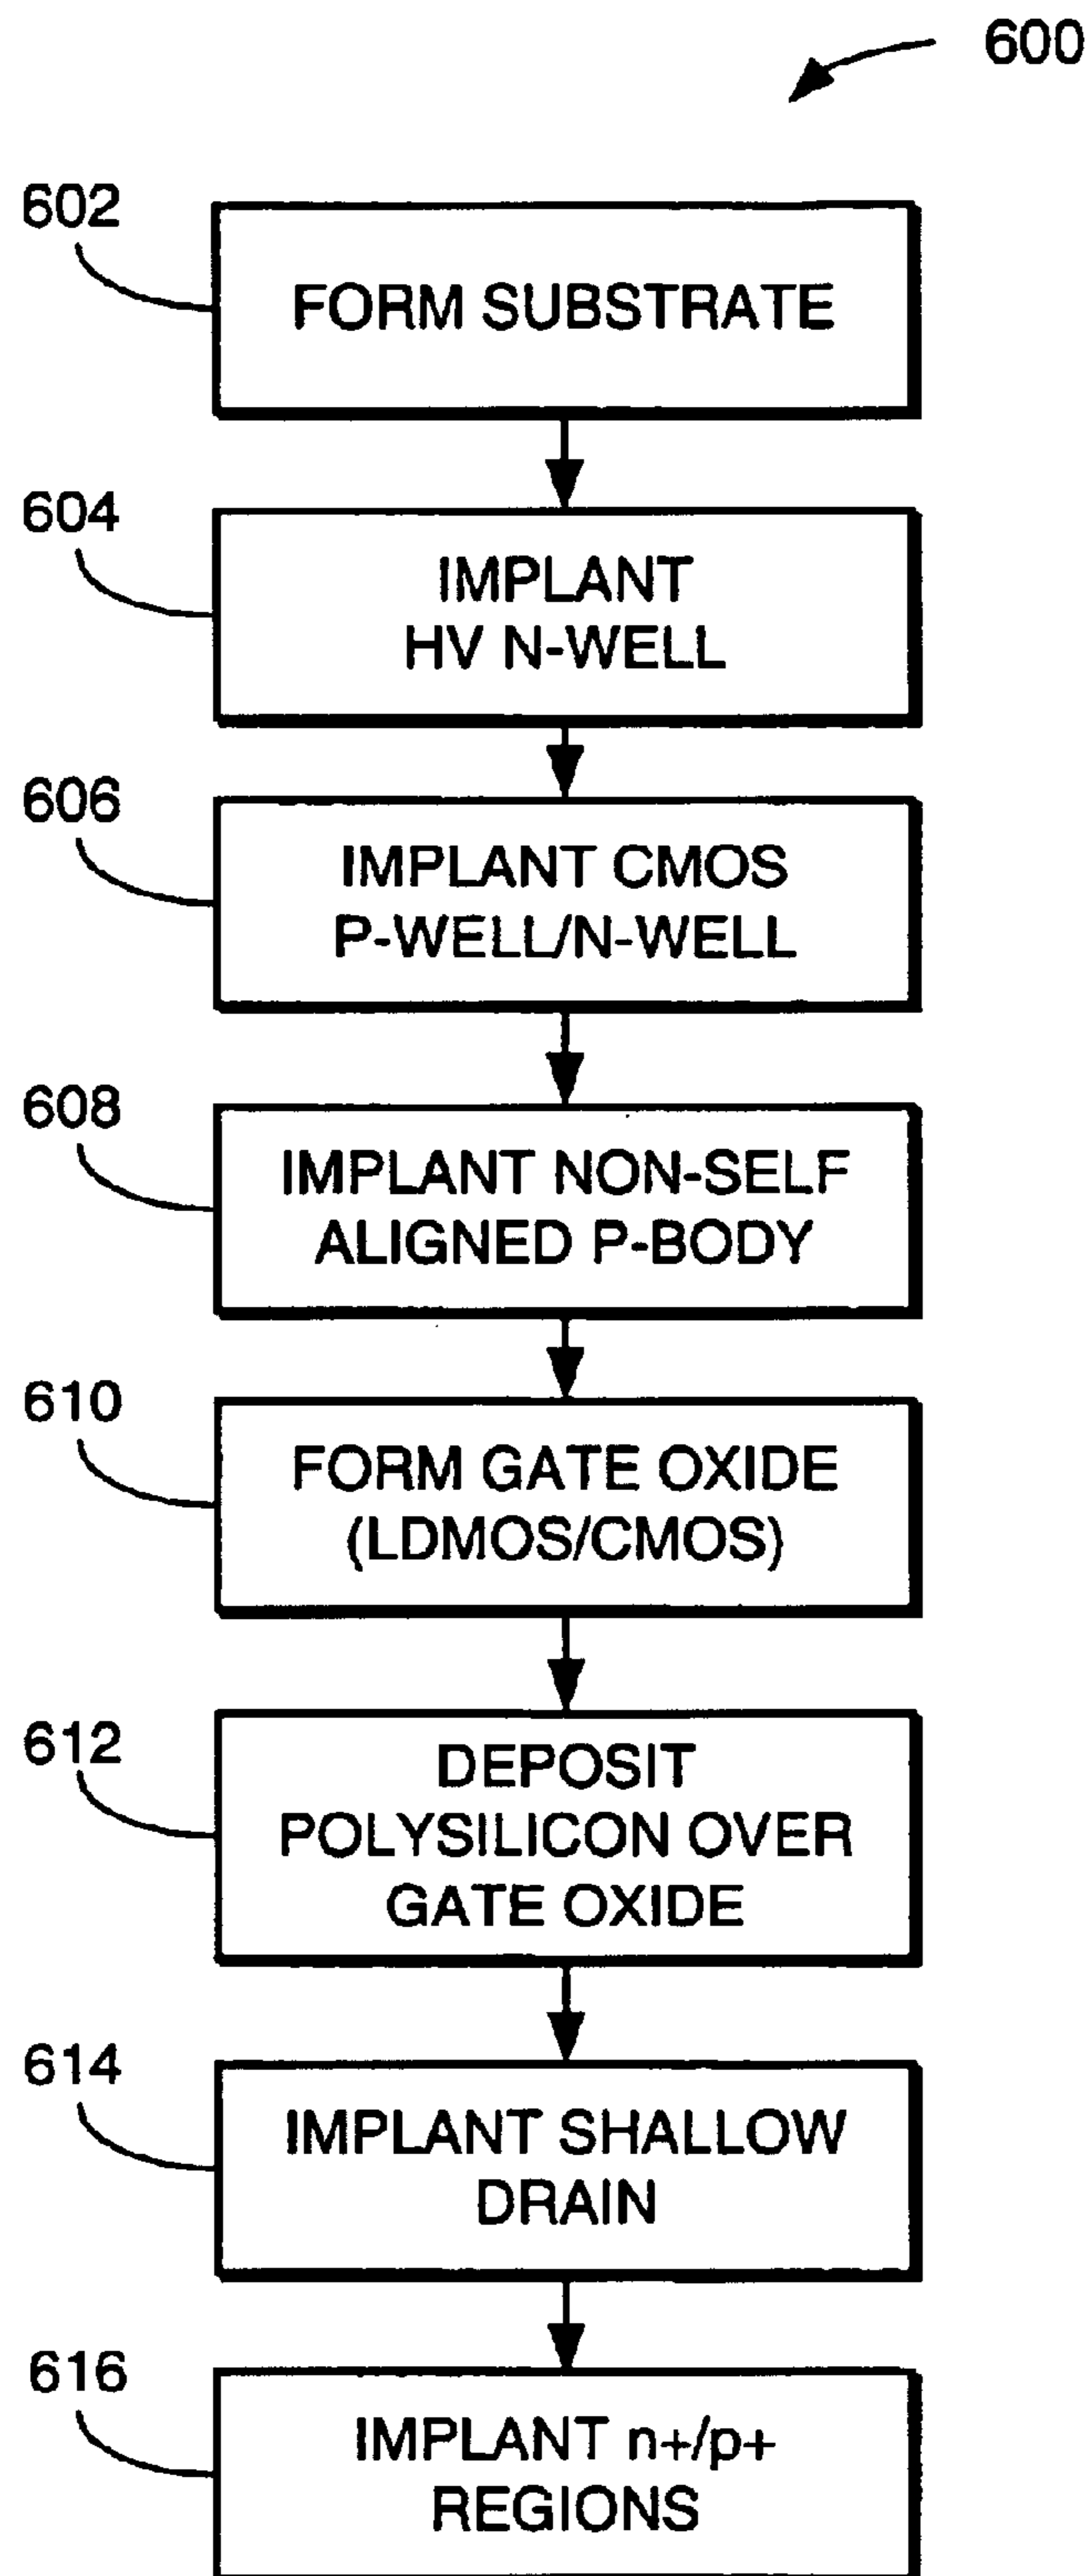 600
602
FORM SUBSTRATE
604
IMPLANT
HV N-WELL
606
IMPLANT CMOS
P-WELL/N-WELL
608
IMPLANT NON-SELF
ALIGNED P-BODY
610
FORM GATE OXIDE
(LDMOS/CMOS)
612
DEPOSIT
POLYSILICON OVER
GATE OXIDE
614
IMPLANT SHALLOW
DRAIN
616
IMPLANT n+/p+
REGIONS